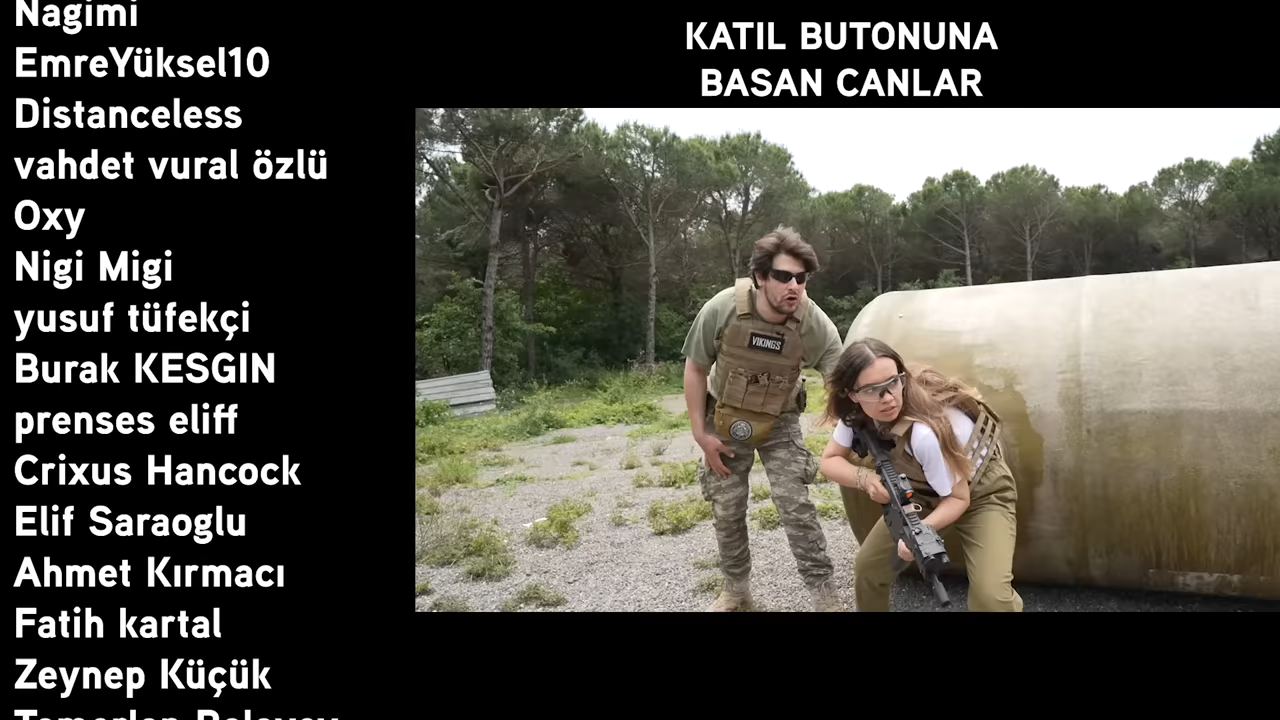 Nagimi
EmreYüksel10
Distanceless
vahdet vural özlü
Oxy
Nigi Migi
yusuf tüfekçi
Burak KESGIN
prenses eliff
Crixus Hancock
Elif Saraoglu
Ahmet Kırmacı
Fatih kartal
Zeynep Küçük
KATIL BUTONUNA
BASAN CANLAR
VIKINGS